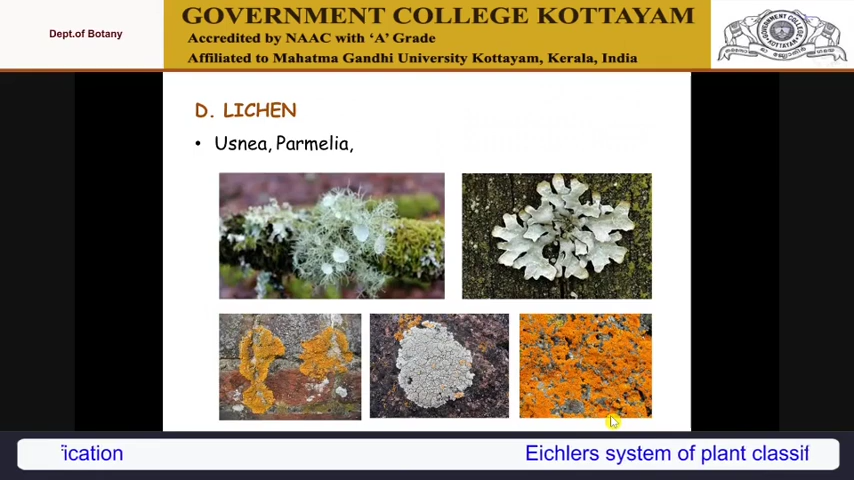 Dept.of Botany
GOVERNMENT COLLEGE KOTTAYAM
Accredited by NAAC with ‘A’ Grade
Affiliated to Mahatma Gandhi University Kottayam, Kerala, India
D. LICHEN
• Usnea, Parmelia,
ication
Eichlers system of plant classif